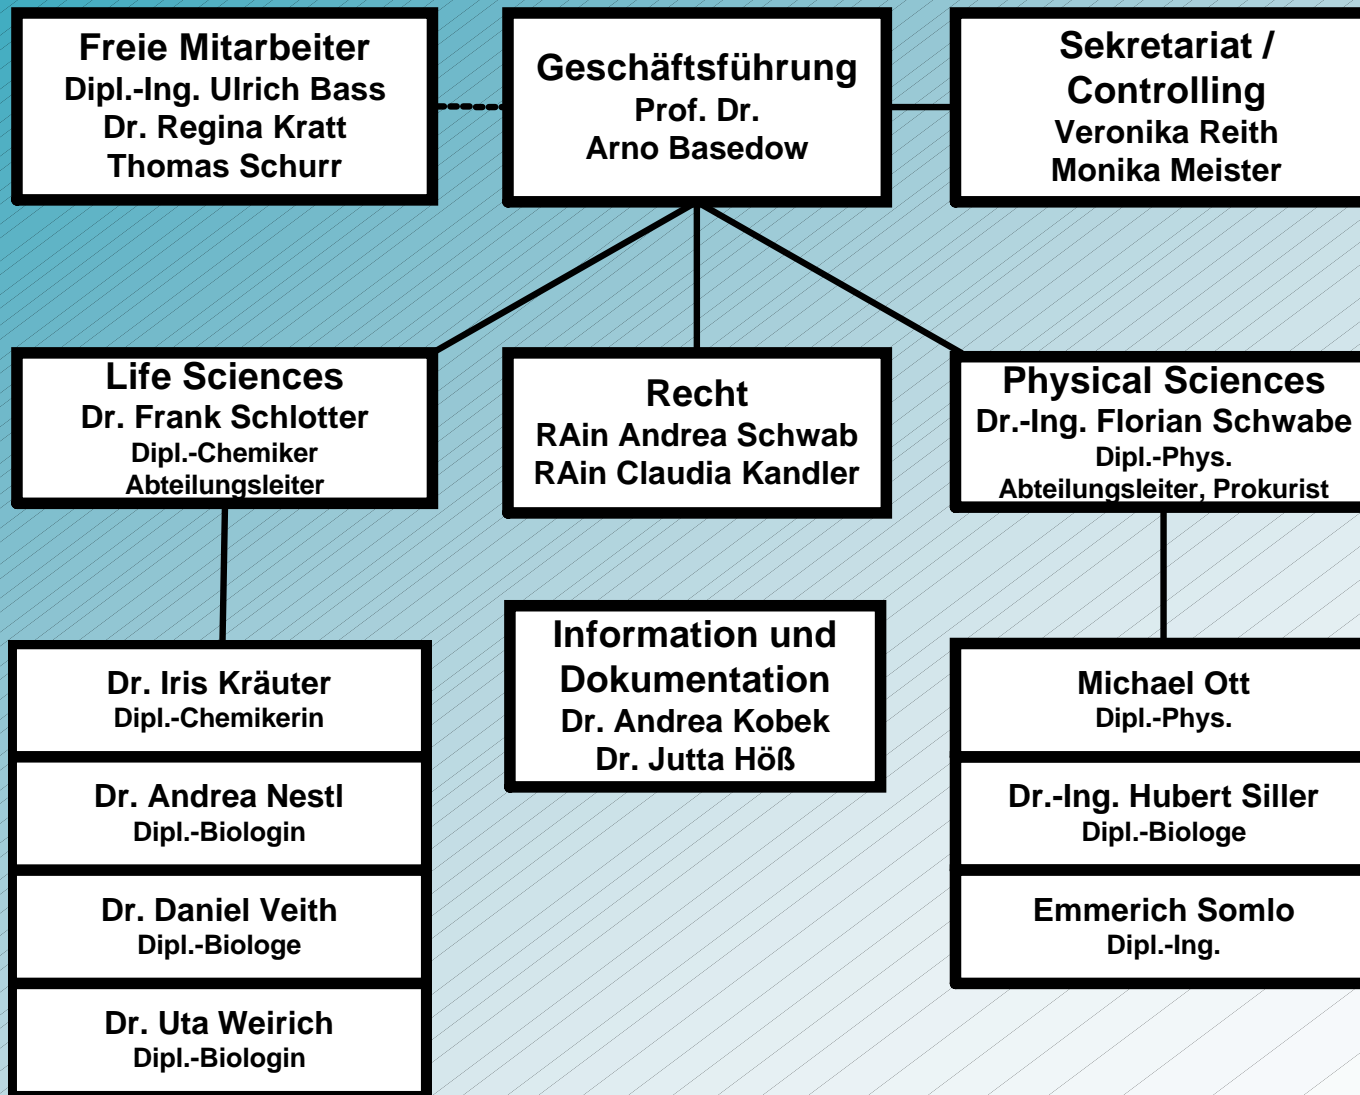 Freie Mitarbeiter
Dipl.-Ing. Ulrich Bass
Dr. Regina Kratt
Thomas Schurr
Geschäftsführung
Prof. Dr.
Arno Basedow
Sekretariat /
Controlling
Veronika Reith
Monika Meister
Life Sciences
Dr. Frank Schlotter
Dipl.-Chemiker
Abteilungsleiter
Recht
RAin Andrea Schwab
RAin Claudia Kandler
Physical Sciences
Dr.-Ing. Florian Schwabe
Dipl.-Phys.
Abteilungsleiter, Prokurist
Dr. Iris Kräuter
Dipl.-Chemikerin
Dr. Andrea Nestl
Dipl.-Biologin
Dr. Daniel Veith
Dipl.-Biologe
Dr. Uta Weirich
Dipl.-Biologin
Information und
Dokumentation
Dr. Andrea Kobek
Dr. Jutta Höß
Michael Ott
Dipl.-Phys.
Dr.-Ing. Hubert Siller
Dipl.-Biologe
Emmerich Somlo
Dipl.-Ing.